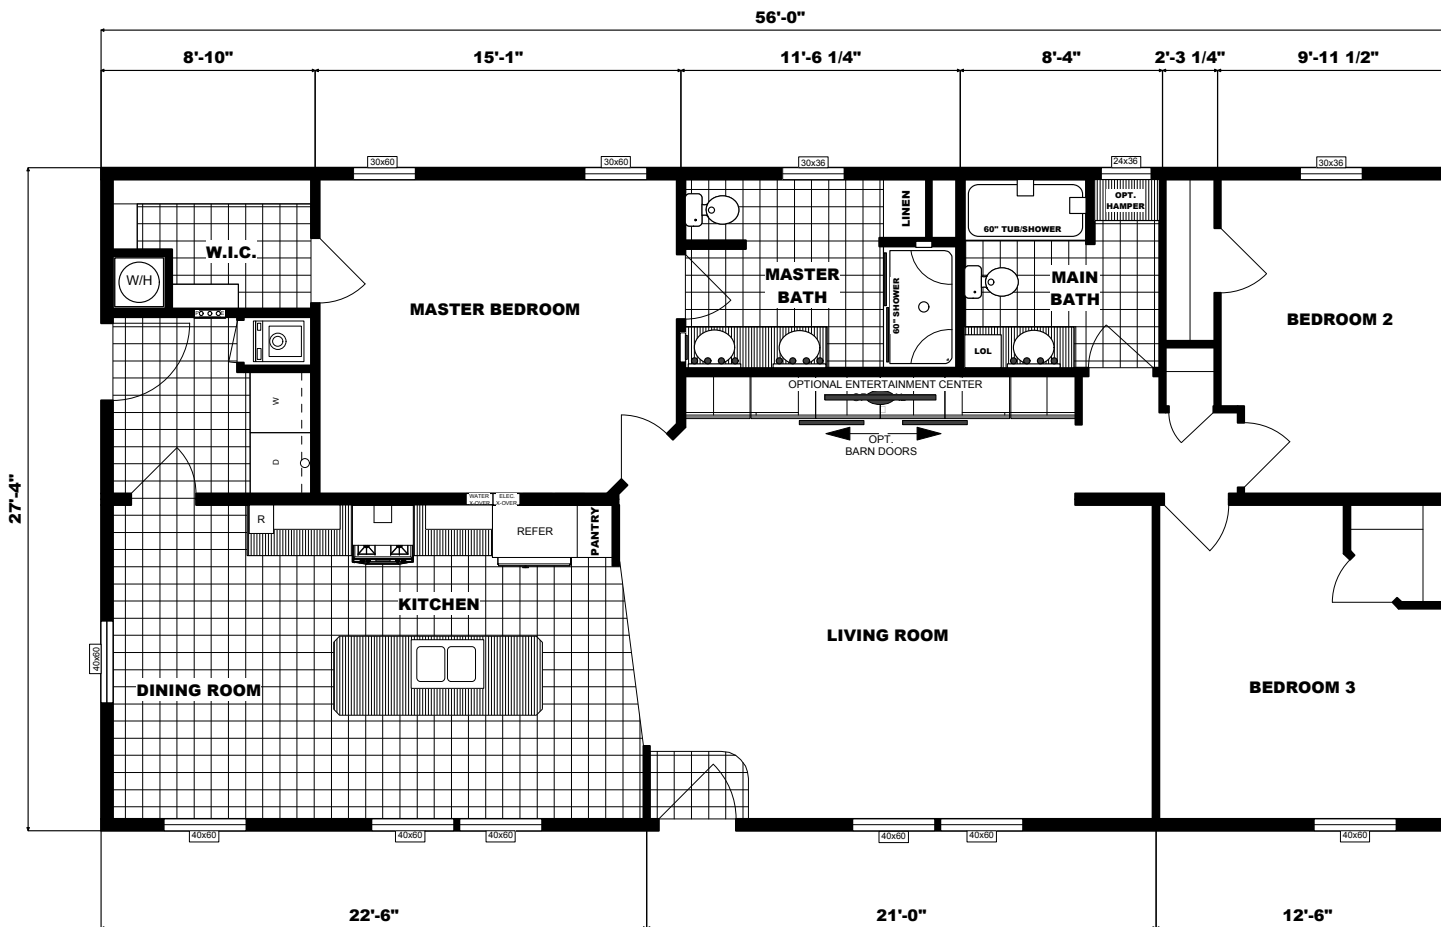 56'-0"
8'-10"
15'-1"
11'-6 1/4"
8'-4"
2'-3 1/4"
9'-11 1/2"
30x60
30x60
30x36
24x36
30x36
LINEN
OPT.
HAMPER
60" TUB/SHOWER
W.I.C.
W/H
MASTER
BATH
MAIN
BATH
MASTER BEDROOM
60" SHOWER
BEDROOM 2
LOL
OPTIONAL ENTERTAINMENT CENTER
W
D
OPT.
BARN DOORS
27'-4"
WATER
X-OVER
ELEC.
X-OVER
R
REFER
PANTRY
KITCHEN
LIVING ROOM
40x60
DINING ROOM
BEDROOM 3
40x60
40x60
40x60
40x60
40x60
40x60
22'-6"
21'-0"
12'-6"